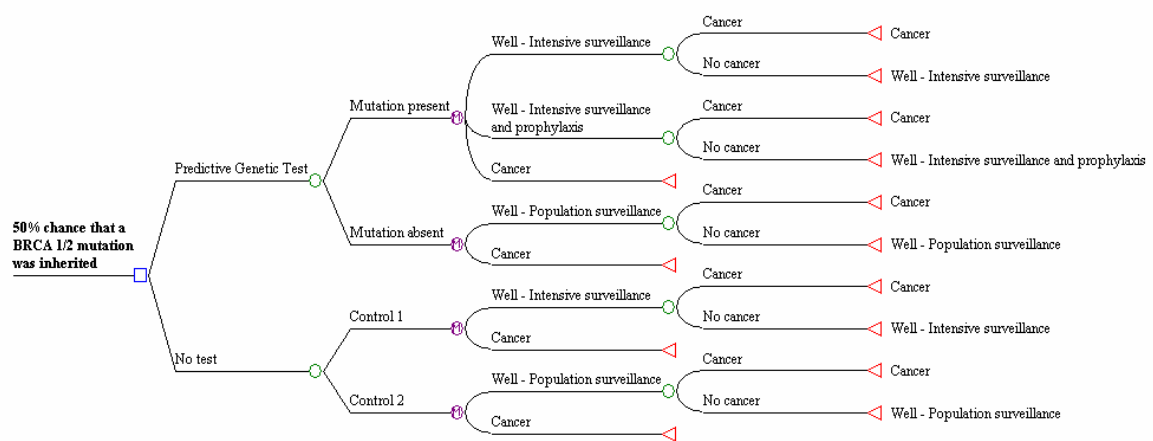 Cancer
Well - Intensive surveillance
Cancer
No cancer
Well - Intensive surveillance
Mutation present
Well - Intensive surveillance
and prophylaxis
Cancer
Cancer
No cancer
Well - Intensive surveillance and prophylaxis
Predictive Genetic Test
Cancer
Cancer
Well - Population surveillance
Cancer
50% chance that a
BRCA 1/2 mutation
was inherited
Mutation absent
No cancer
Well - Population surveillance
Cancer
Cancer
Well - Intensive surveillance
Cancer
Control 1
No cancer
Well - Intensive surveillance
Cancer
No test
Cancer
Well - Population surveillance
Cancer
Control 2
No cancer
Well - Population surveillance
Cancer
M
M
M
M